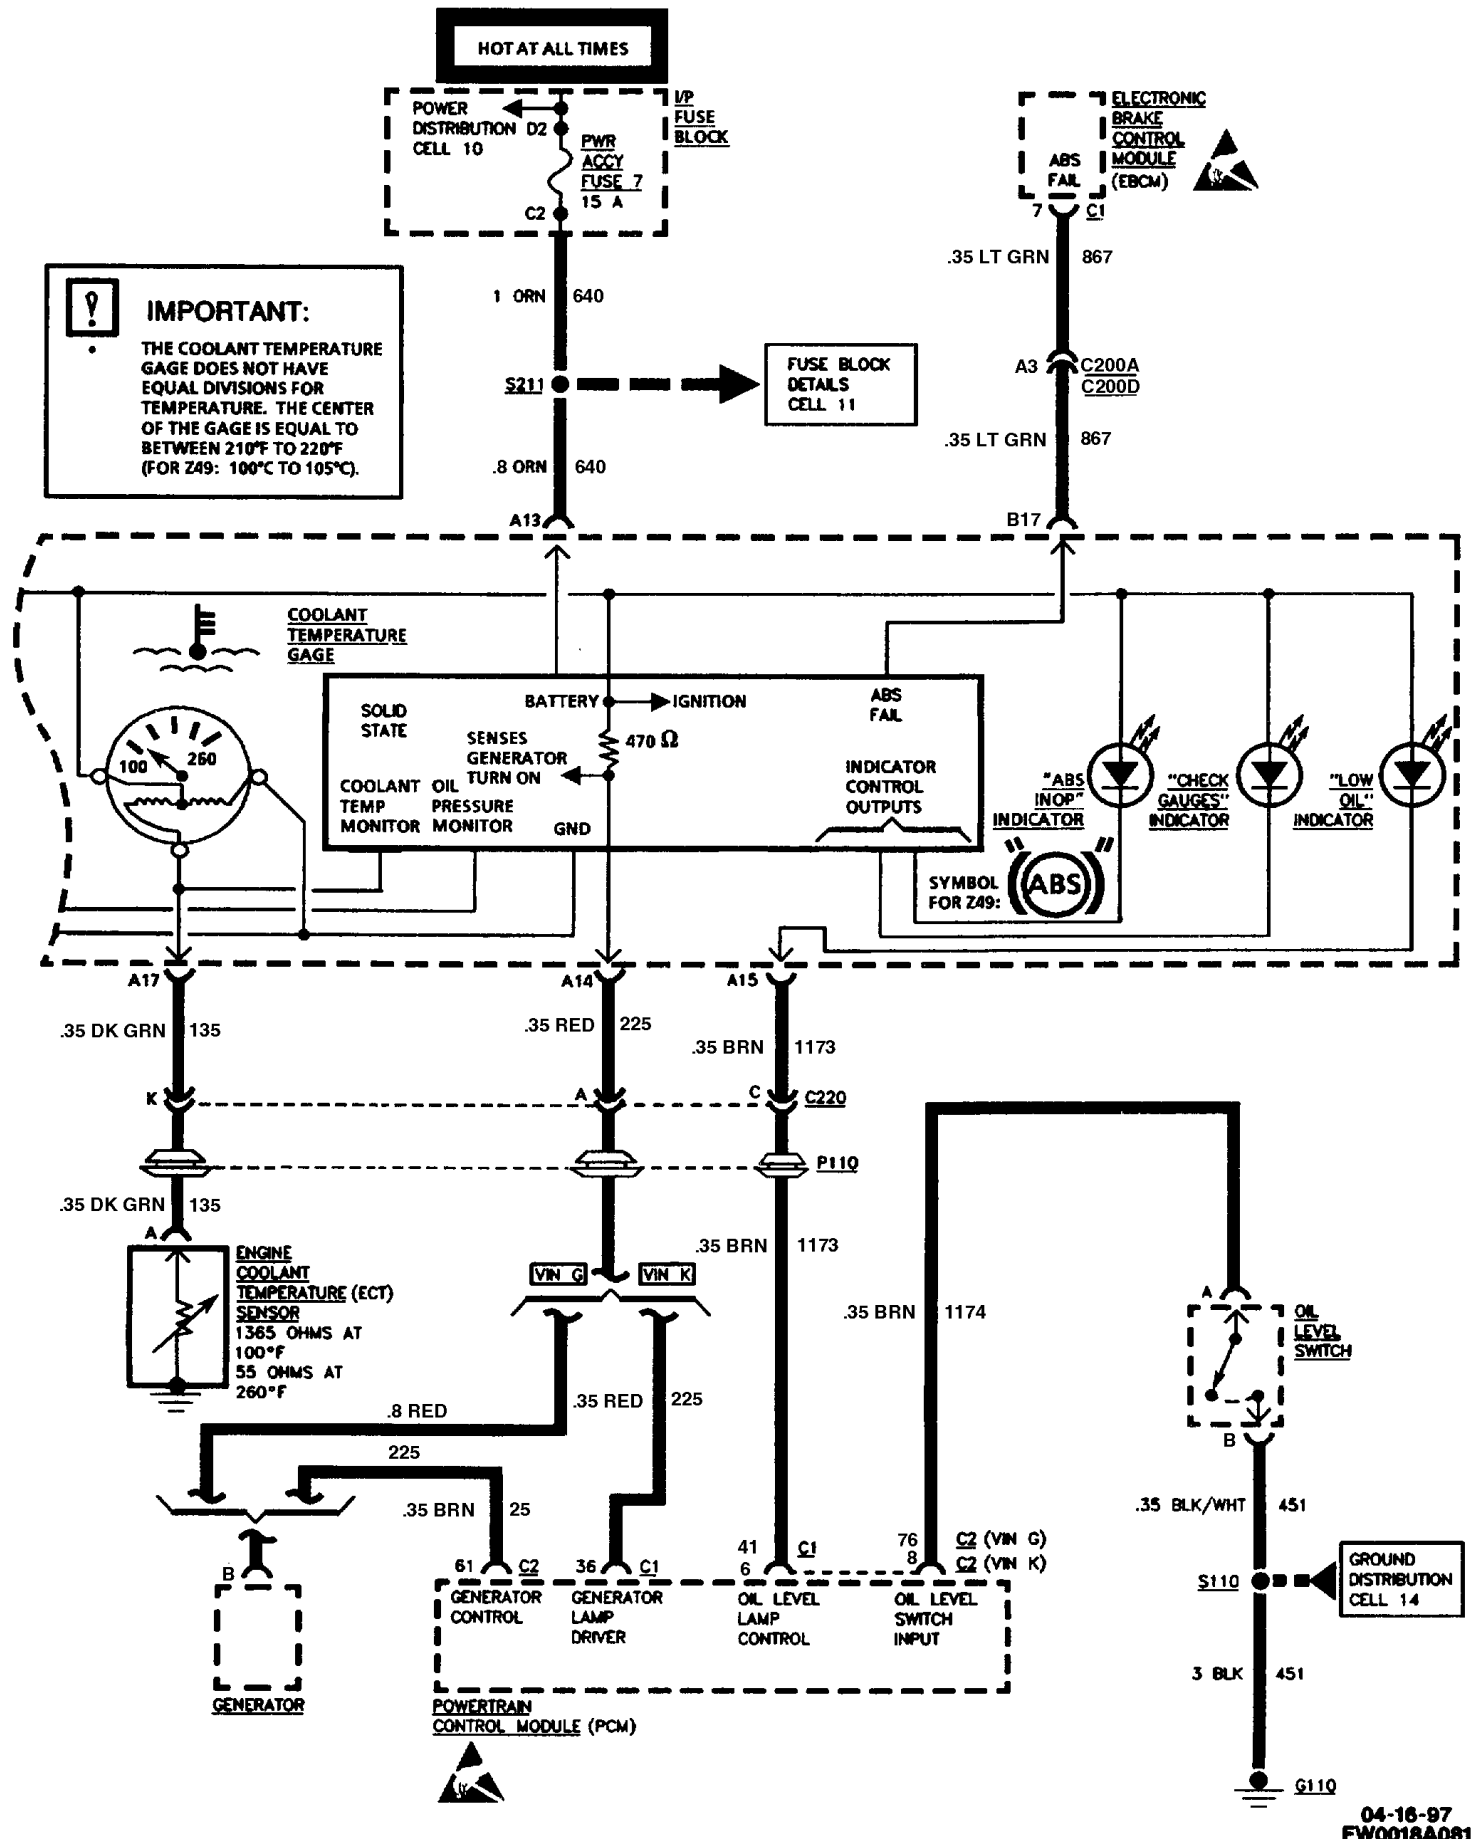 HOT AT ALL TIMES
POWER
DISTRIBUTION D2
CELL 10
PWR
ACCY
FUSE 7
15 A
C2
I/P
FUSE
BLOCK
ELECTRONIC
BRAKE
CONTROL
MODULE
(EBCM)
ABS
FAIL
7 C1
.35 LT GRN 867
1 ORN 640
IMPORTANT:
THE COOLANT TEMPERATURE
GAGE DOES NOT HAVE
EQUAL DIVISIONS FOR
TEMPERATURE. THE CENTER
OF THE GAGE IS EQUAL TO
BETWEEN 210°F TO 220°F
(FOR Z49: 100°C TO 105°C).
S211
FUSE BLOCK
DETAILS
CELL 11
A3 C200A
C200D
.35 LT GRN 867
.8 ORN 640
A13
B17
COOLANT
TEMPERATURE
GAGE
100
260
SOLID
STATE
BATTERY
IGNITION
ABS
FAIL
SENSES
GENERATOR
TURN ON
470 Ω
COOLANT
TEMP
MONITOR
OIL
PRESSURE
MONITOR
GND
INDICATOR
CONTROL
OUTPUTS
"ABS
INOP"
INDICATOR
"CHECK
GAUGES"
INDICATOR
"LOW
OIL"
INDICATOR
SYMBOL
FOR Z49:
" ( ABS ) "
A17
A14
A15
.35 DK GRN 135
.35 RED 225
.35 BRN 1173
K
A
C C220
P110
.35 DK GRN 135
A
.35 BRN 1173
ENGINE
COOLANT
TEMPERATURE (ECT)
SENSOR
1365 OHMS AT
100°F
55 OHMS AT
260°F
VIN G
VIN K
.35 BRN 1174
A
OIL
LEVEL
SWITCH
B
.8 RED
.35 RED 225
225
.35 BRN 25
.35 BLK/WHT 451
B
GENERATOR
61 C2
36 C1
41 C1
6
76 C2 (VIN G)
8 C2 (VIN K)
GENERATOR
CONTROL
GENERATOR
LAMP
DRIVER
OIL LEVEL
LAMP
CONTROL
OIL LEVEL
SWITCH
INPUT
S110
GROUND
DISTRIBUTION
CELL 14
3 BLK 451
POWERTRAIN
CONTROL MODULE (PCM)
G110
04-16-97
EW0018A081